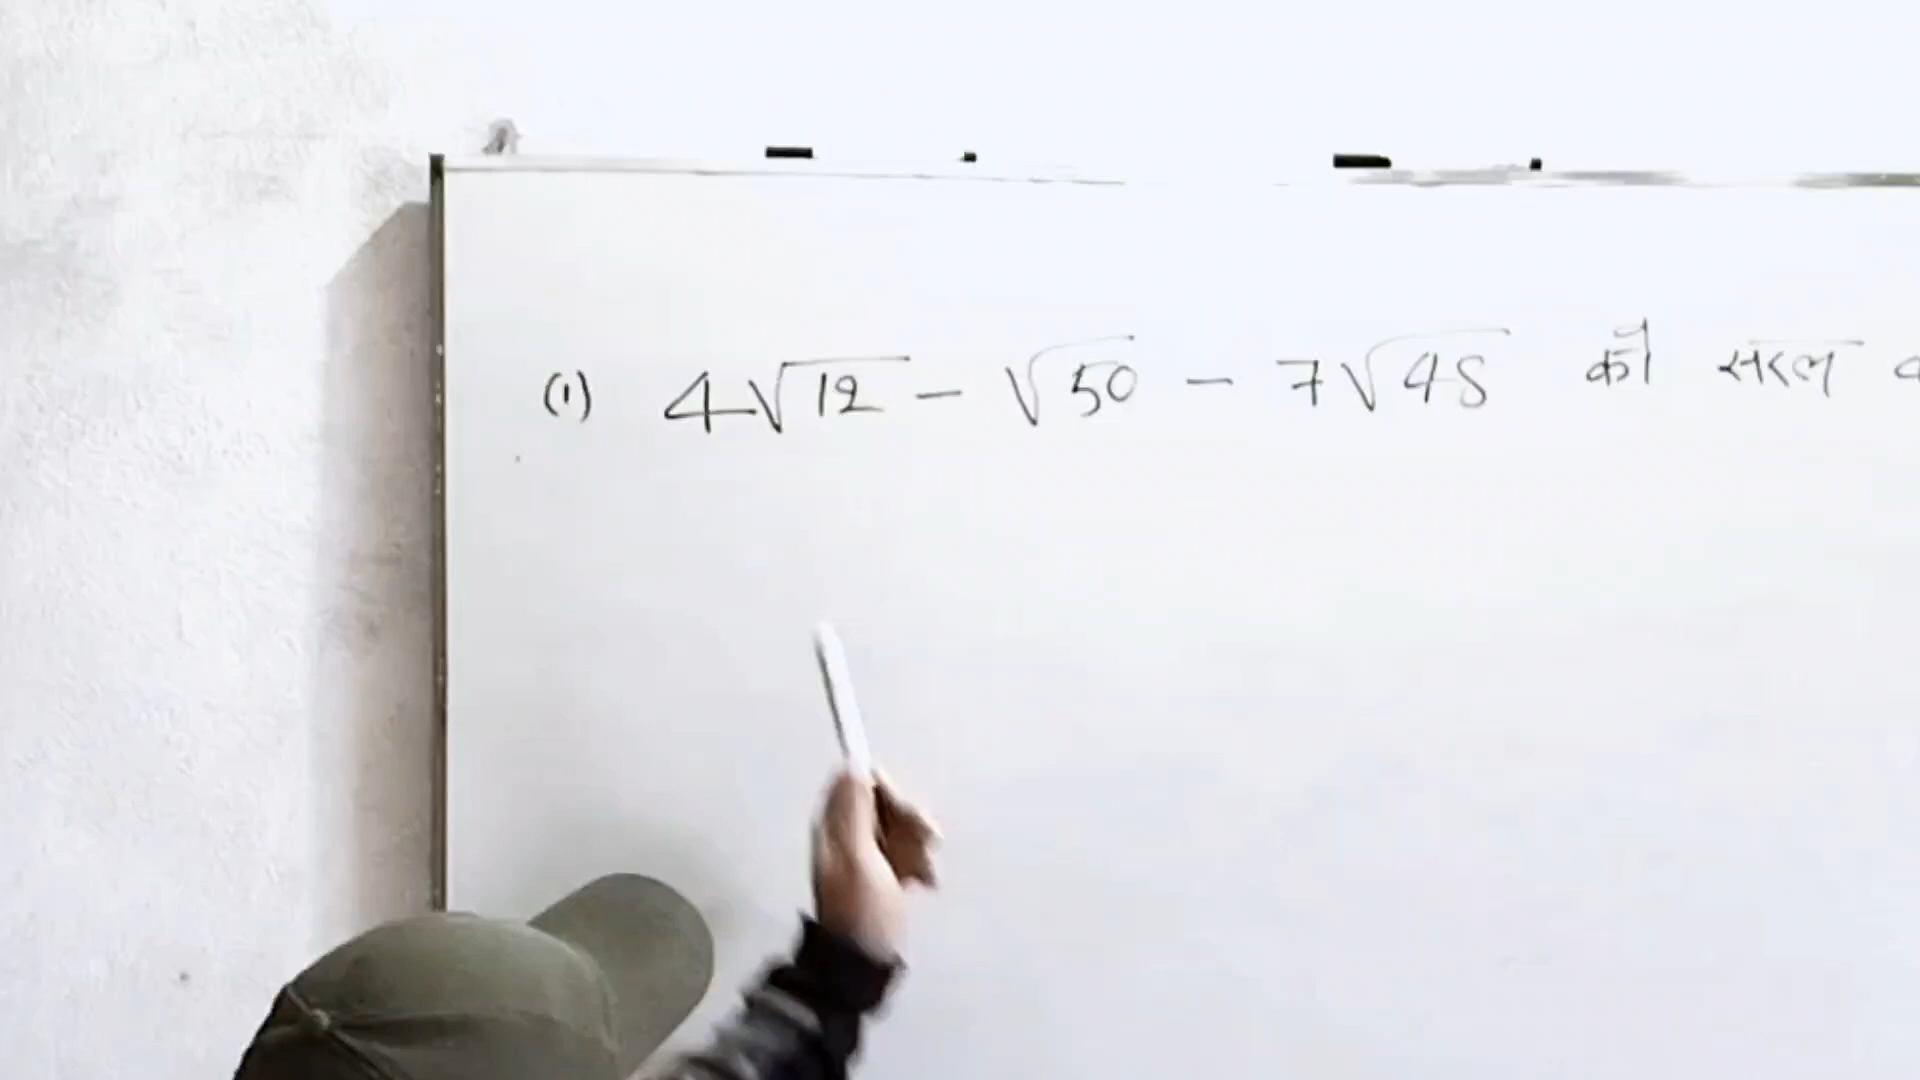 (1) 4√12 - √50 - 7√48 को सरल